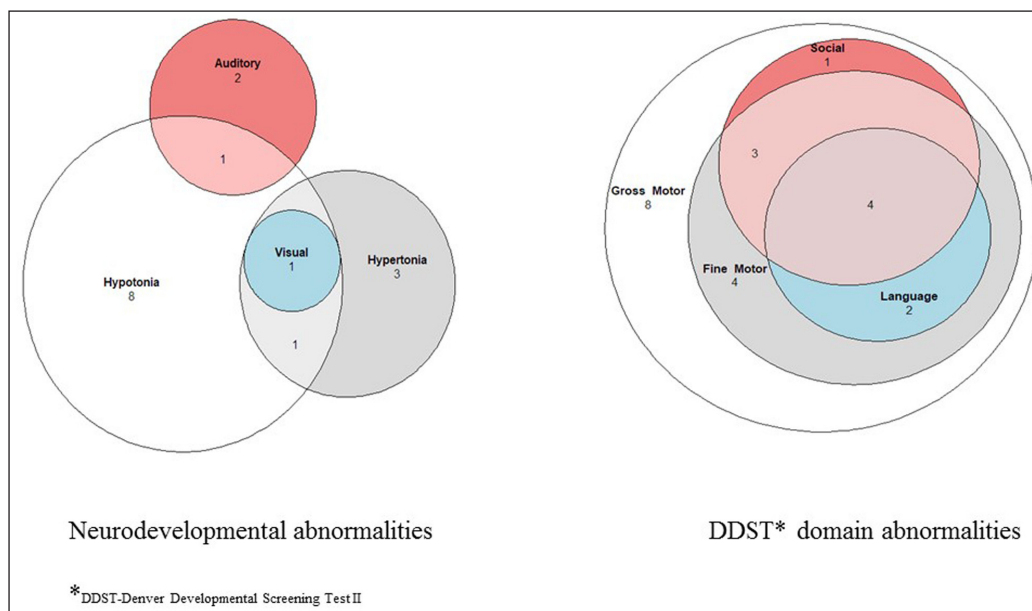 Auditory
2
1
Visual
1
Hypertonia
3
Hypotonia
8
1
Social
1
3
4
Gross Motor
8
Fine Motor
4
Language
2
Neurodevelopmental abnormalities
DDST* domain abnormalities
*DDST-Denver Developmental Screening Test II